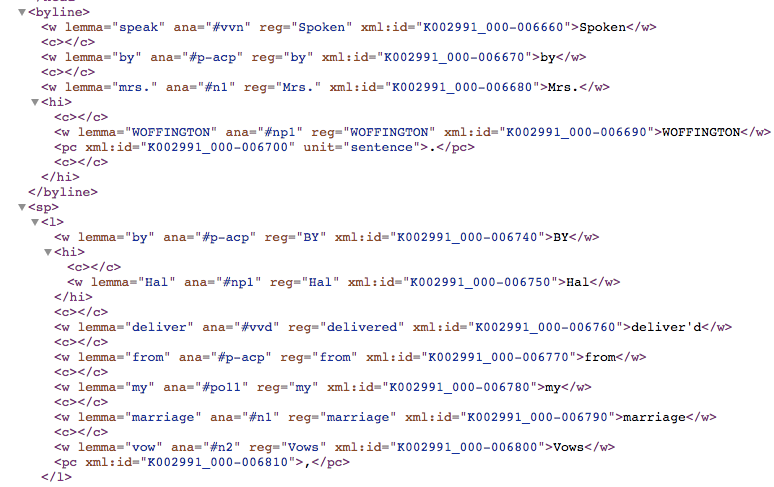 <byline>
<w lemma="speak" ana="#vvn" reg="Spoken" xml:id="K002991_000-006660">Spoken</w>
<c></c>
<w lemma="by" ana="#p-acp" reg="by" xml:id="K002991_000-006670">by</w>
<c></c>
<w lemma="mrs." ana="#n1" reg="Mrs." xml:id="K002991_000-006680">Mrs.</w>
<hi>
<c></c>
<w lemma="WOFFINGTON" ana="#np1" reg="WOFFINGTON" xml:id="K002991_000-006690">WOFFINGTON</w>
<pc xml:id="K002991_000-006700" unit="sentence">.</pc>
<c></c>
</hi>
</byline>
<sp>
<l>
<w lemma="by" ana="#p-acp" reg="BY" xml:id="K002991_000-006740">BY</w>
<hi>
<c></c>
<w lemma="Hal" ana="#np1" reg="Hal" xml:id="K002991_000-006750">Hal</w>
</hi>
<c></c>
<w lemma="deliver" ana="#vvd" reg="delivered" xml:id="K002991_000-006760">deliver'd</w>
<c></c>
<w lemma="from" ana="#p-acp" reg="from" xml:id="K002991_000-006770">from</w>
<c></c>
<w lemma="my" ana="#po11" reg="my" xml:id="K002991_000-006780">my</w>
<c></c>
<w lemma="marriage" ana="#n1" reg="marriage" xml:id="K002991_000-006790">marriage</w>
<c></c>
<w lemma="vow" ana="#n2" reg="Vows" xml:id="K002991_000-006800">Vows</w>
<pc xml:id="K002991_000-006810">,</pc>
</l>